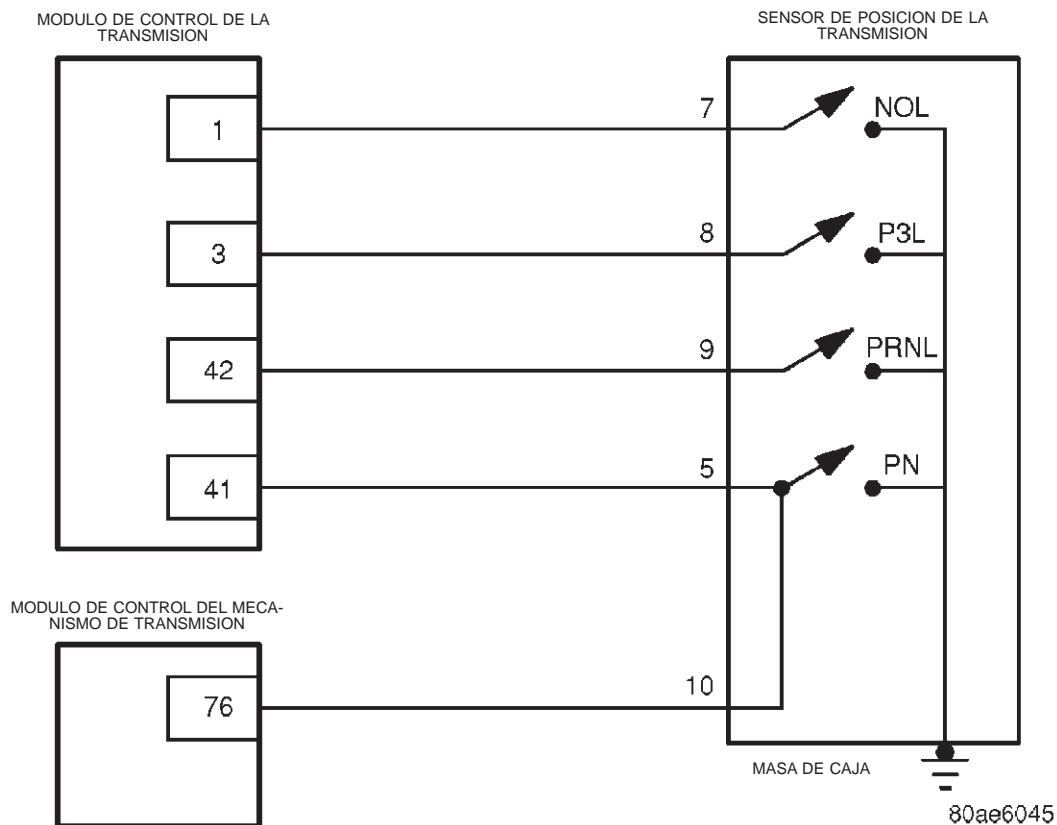 MODULO DE CONTROL DE LA
TRANSMISION
SENSOR DE POSICION DE LA
TRANSMISION
1
7
NOL
3
8
P3L
42
9
PRNL
41
5
PN
MODULO DE CONTROL DEL MECA-
NISMO DE TRANSMISION
76
10
MASA DE CAJA
80ae6045